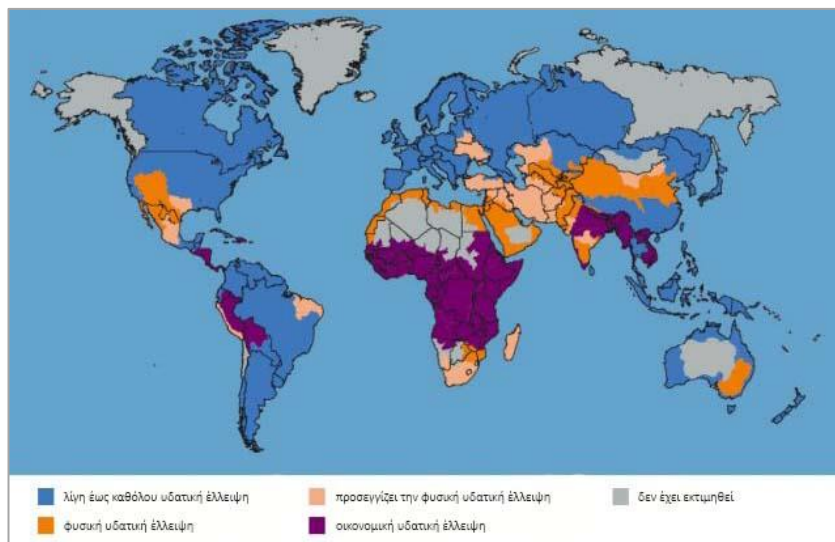 λίγη έως καθόλου υδατική έλλειψη
προσεγγίζει την φυσική υδατική έλλειψη
δεν έχει εκτιμηθεί
φυσική υδατική έλλειψη
οικονομική υδατική έλλειψη